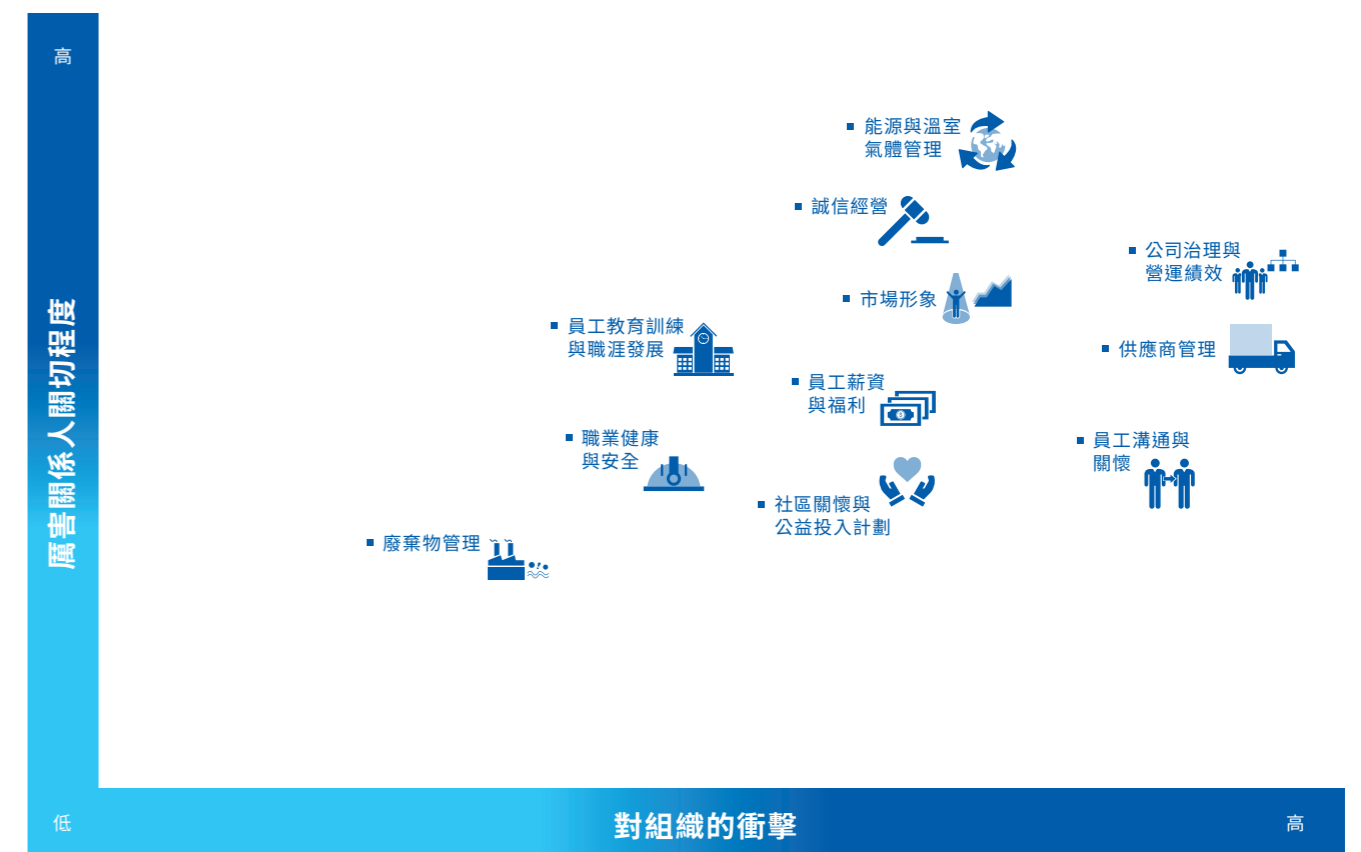 高
厲害關係人關切程度
■ 能源與溫室
氣體管理
■ 誠信經營
■ 公司治理與
營運績效
■ 市場形象
■ 員工教育訓練
與職涯發展
■ 供應商管理
■ 員工薪資
與福利
■ 職業健康
與安全
■ 員工溝通與
關懷
■ 社區關懷與
公益投入計劃
■ 廢棄物管理
低
對組織的衝擊
高